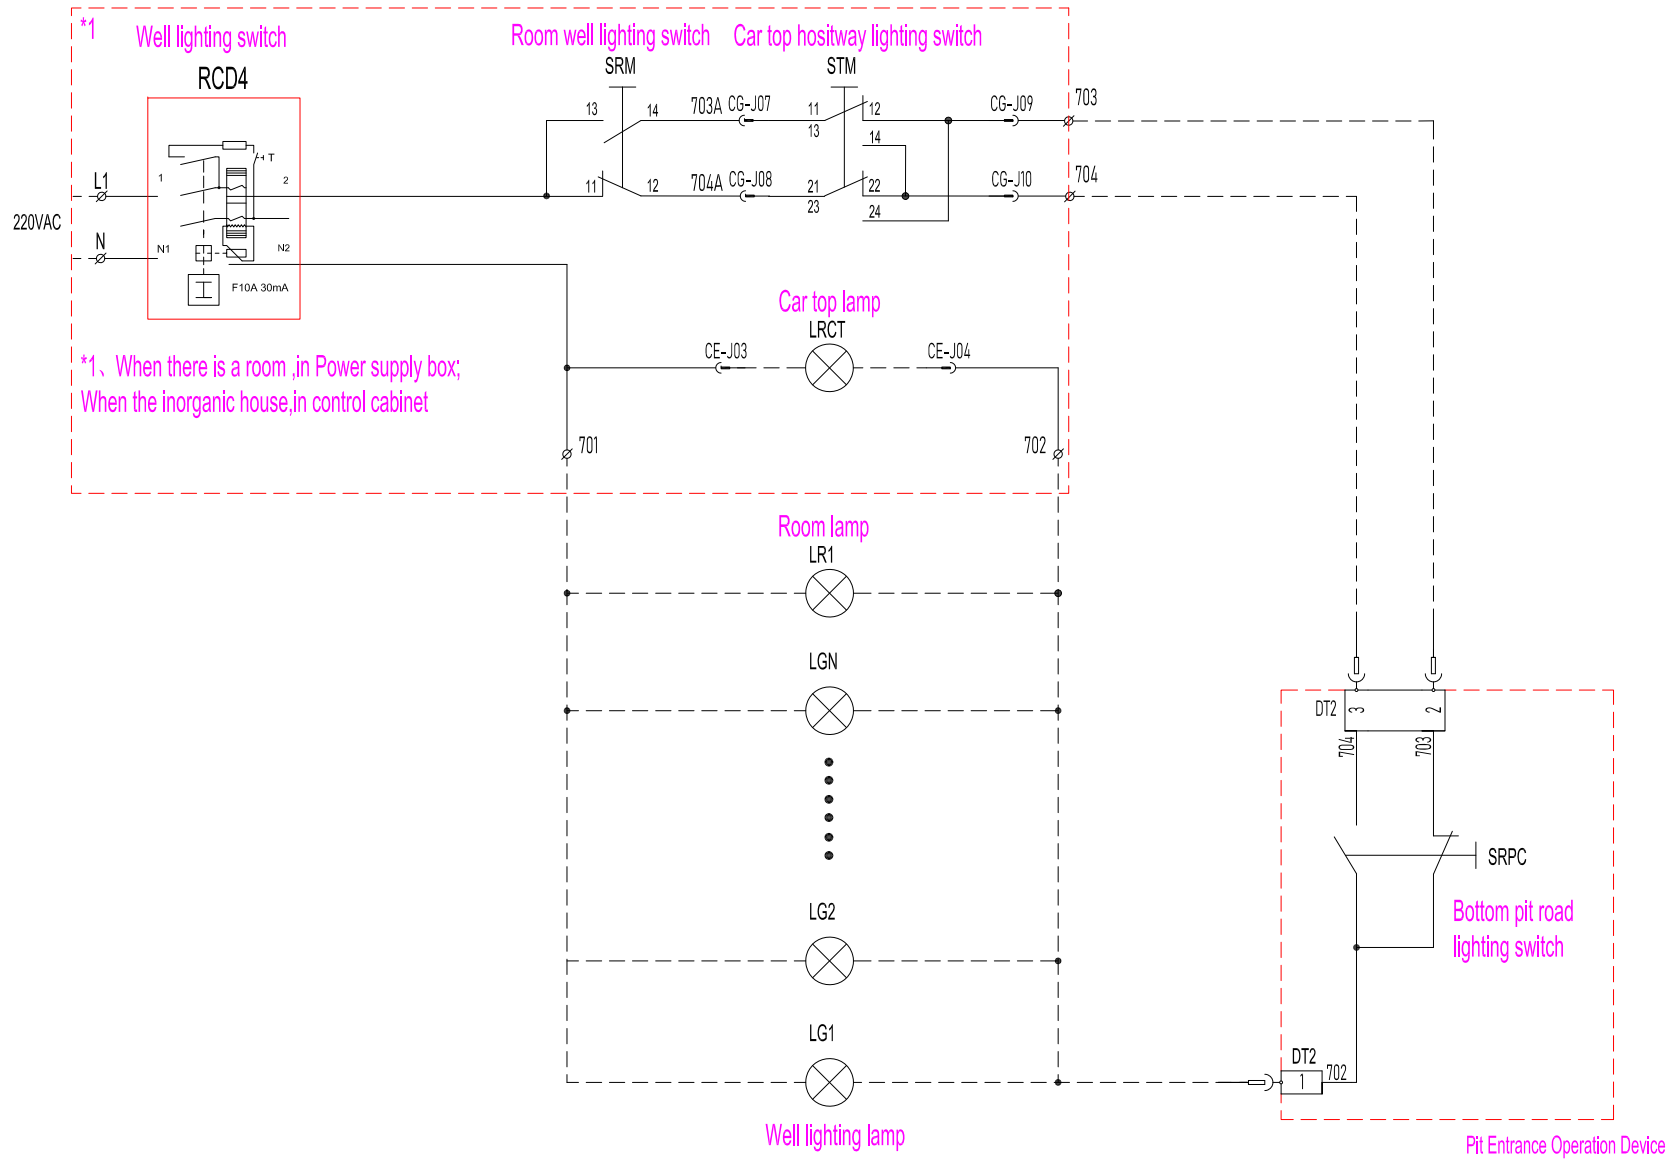 *1
Well lighting switch
Room well lighting switch
Car top hositway lighting switch
RCD4
SRM
STM
13
14
703A
CG-J07
11
12
13
14
CG-J09
703
T
1
2
L1
11
12
704A
CG-J08
21
22
23
24
CG-J10
704
220VAC
N
N1
N2
F10A 30mA
Car top lamp
LRCT
CE-J03
CE-J04
*1、When there is a room ,in Power supply box;
When the inorganic house,in control cabinet
701
702
Room lamp
LR1
LGN
DT2
3
2
704
703
SRPC
LG2
Bottom pit road
lighting switch
LG1
DT2
1
702
Well lighting lamp
Pit Entrance Operation Device